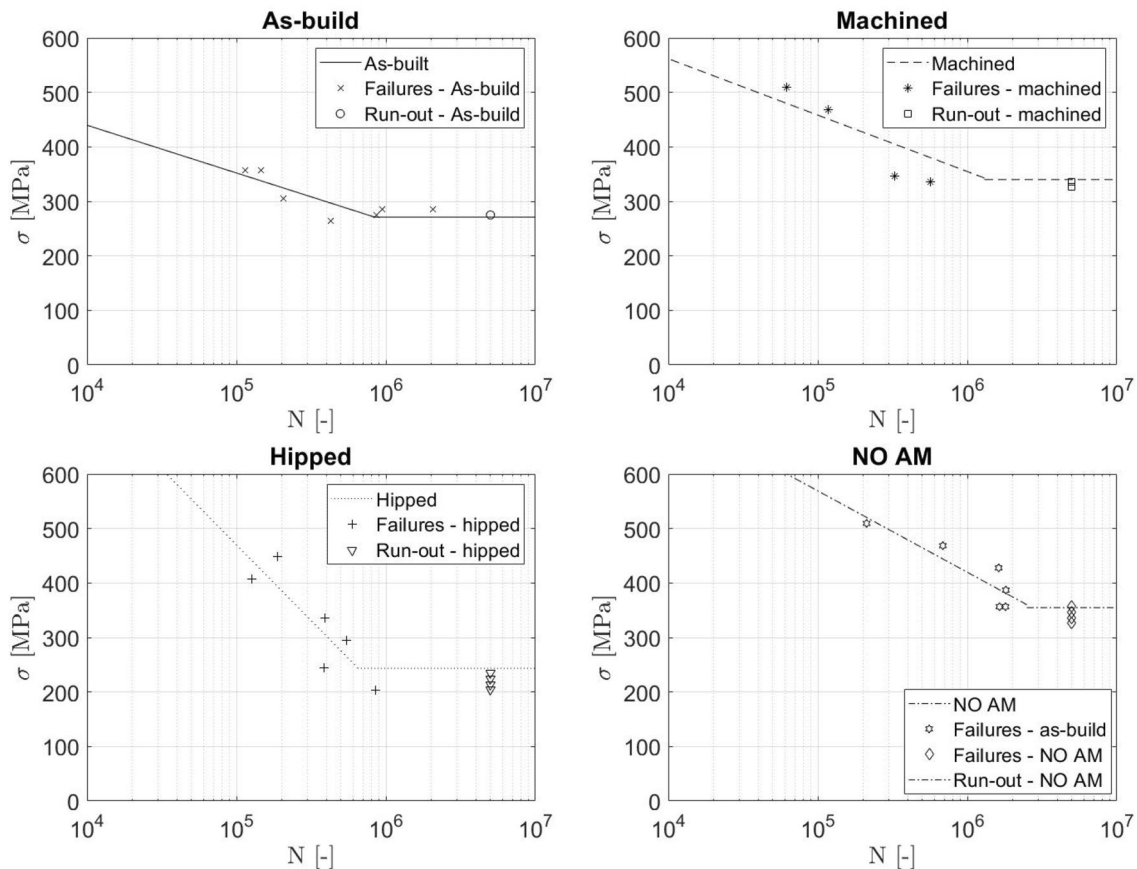 As-build
600
500
400
300
200
100
0
σ [MPa]
10^4
10^5
10^6
10^7
N [-]
As-built
Failures - As-build
Run-out - As-build
Machined
600
500
400
300
200
100
0
σ [MPa]
10^4
10^5
10^6
10^7
N [-]
Machined
Failures - machined
Run-out - machined
Hipped
600
500
400
300
200
100
0
σ [MPa]
10^4
10^5
10^6
10^7
N [-]
Hipped
Failures - hipped
Run-out - hipped
NO AM
600
500
400
300
200
100
0
σ [MPa]
10^4
10^5
10^6
10^7
N [-]
NO AM
Failures - as-build
Failures - NO AM
Run-out - NO AM